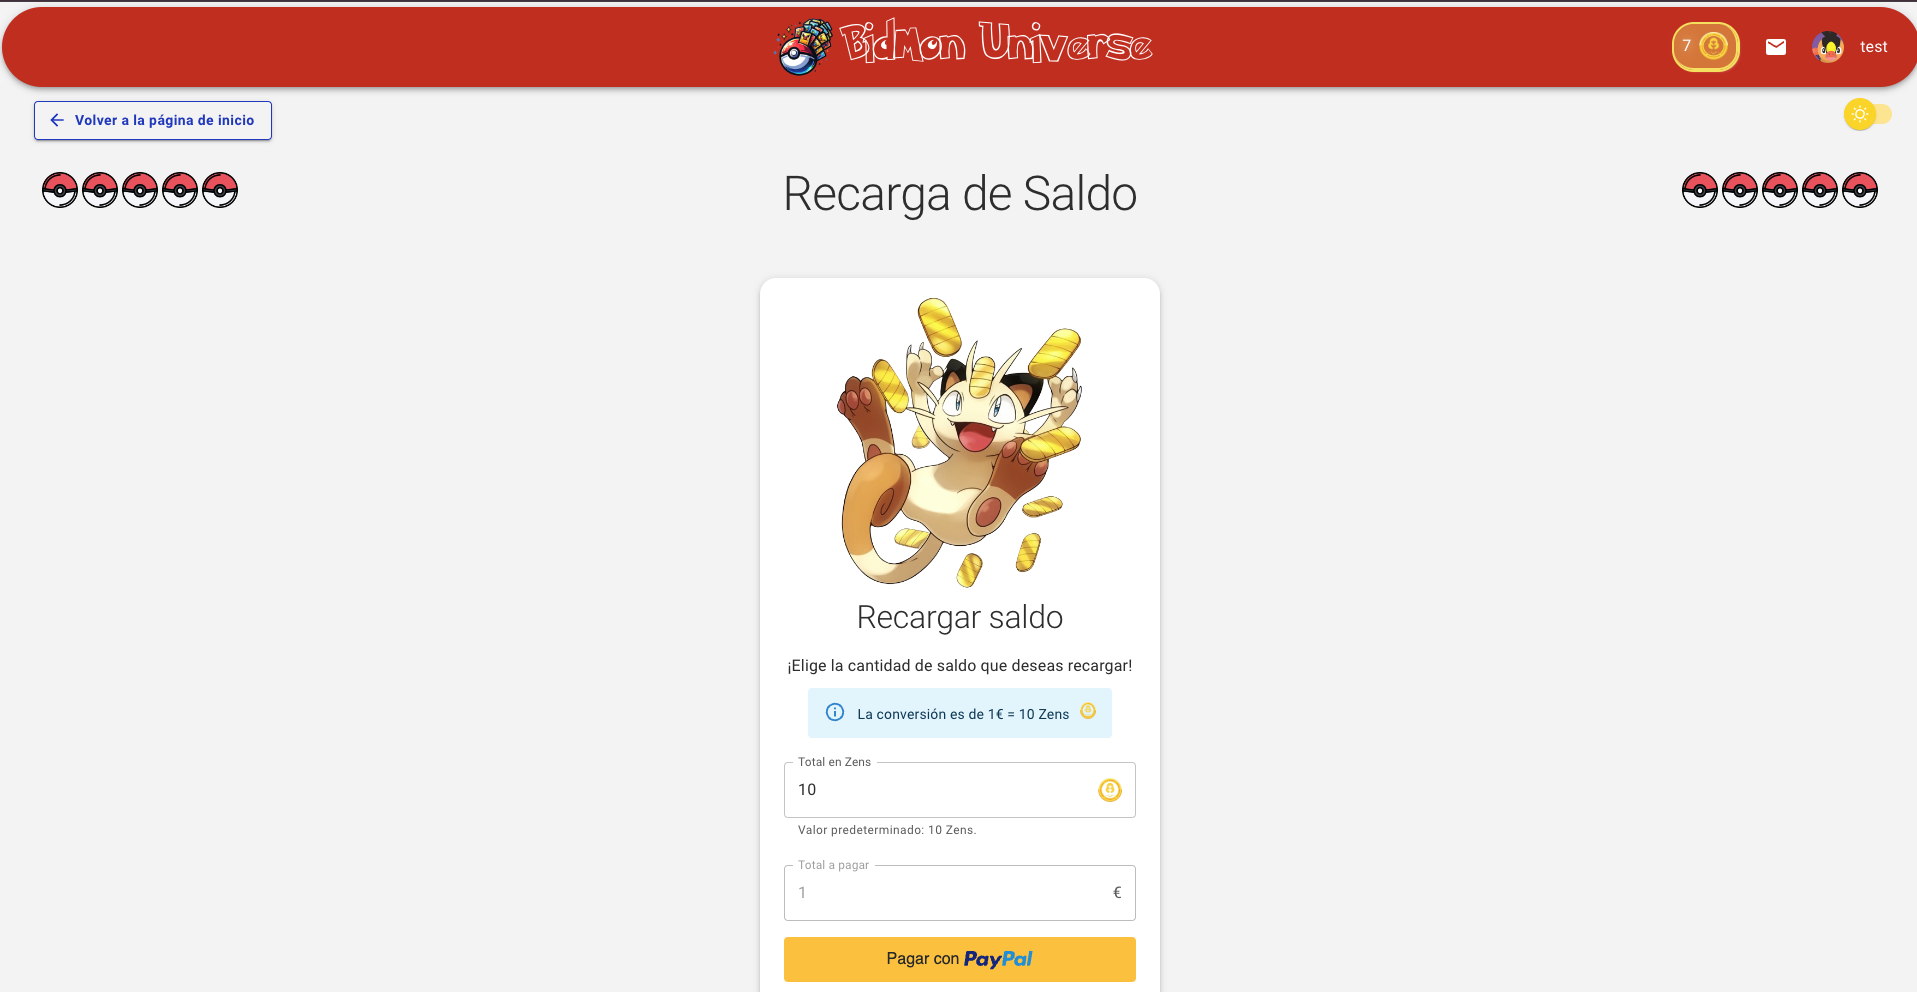 BidMon Universe
7
test
Volver a la página de inicio
Recarga de Saldo
Recargar saldo
¡Elige la cantidad de saldo que deseas recargar!
La conversión es de 1€ = 10 Zens
Total en Zens
10
Valor predeterminado: 10 Zens.
Total a pagar
1 €
Pagar con PayPal